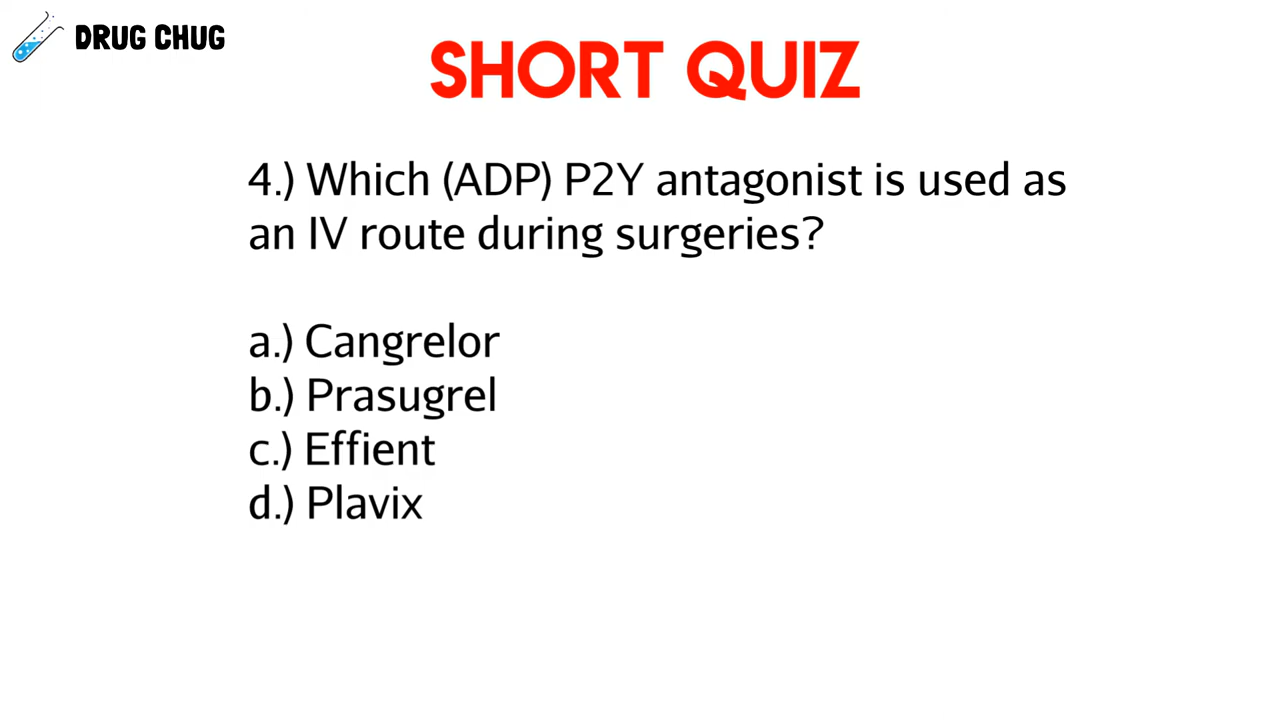 DRUG CHUG
SHORT QUIZ
4.) Which (ADP) P2Y antagonist is used as
an IV route during surgeries?
a.) Cangrelor
b.) Prasugrel
c.) Effient
d.) Plavix